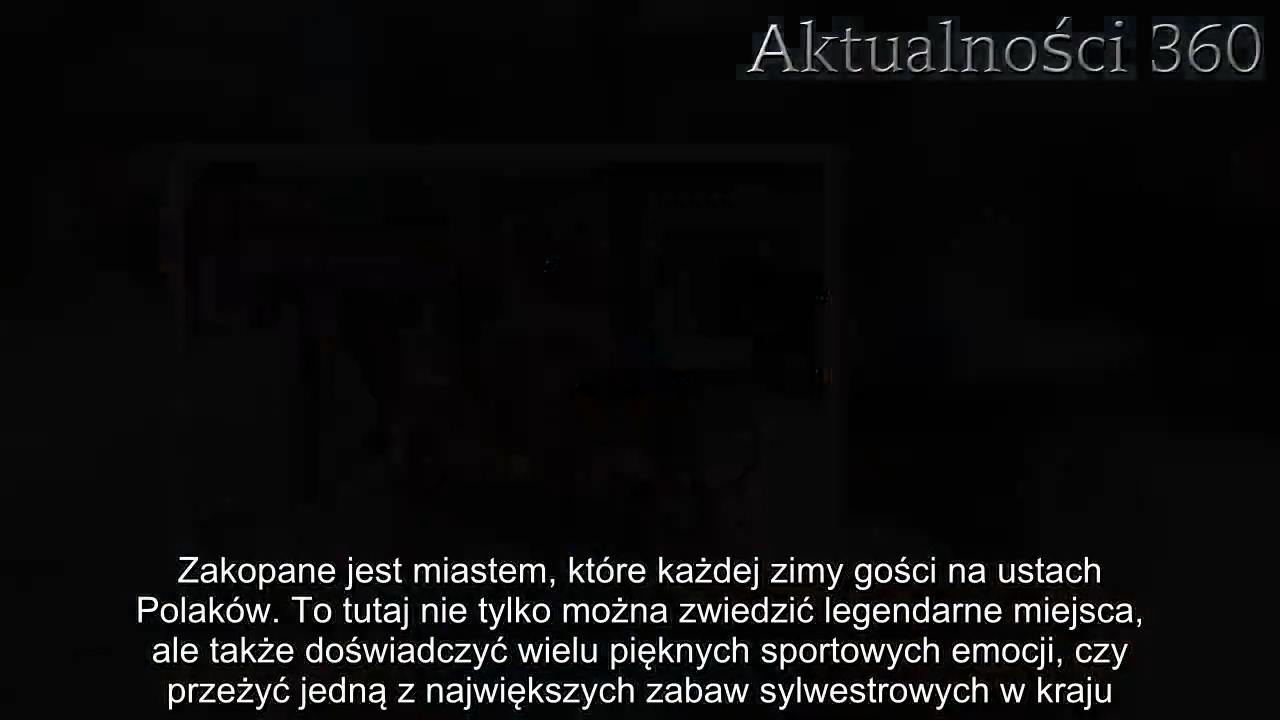 Aktualności 360
Zakopane jest miastem, które każdej zimy gości na ustach
Polaków. To tutaj nie tylko można zwiedzić legendarne miejsca,
ale także doświadczyć wielu pięknych sportowych emocji, czy
przeżyć jedną z największych zabaw sylwestrowych w kraju